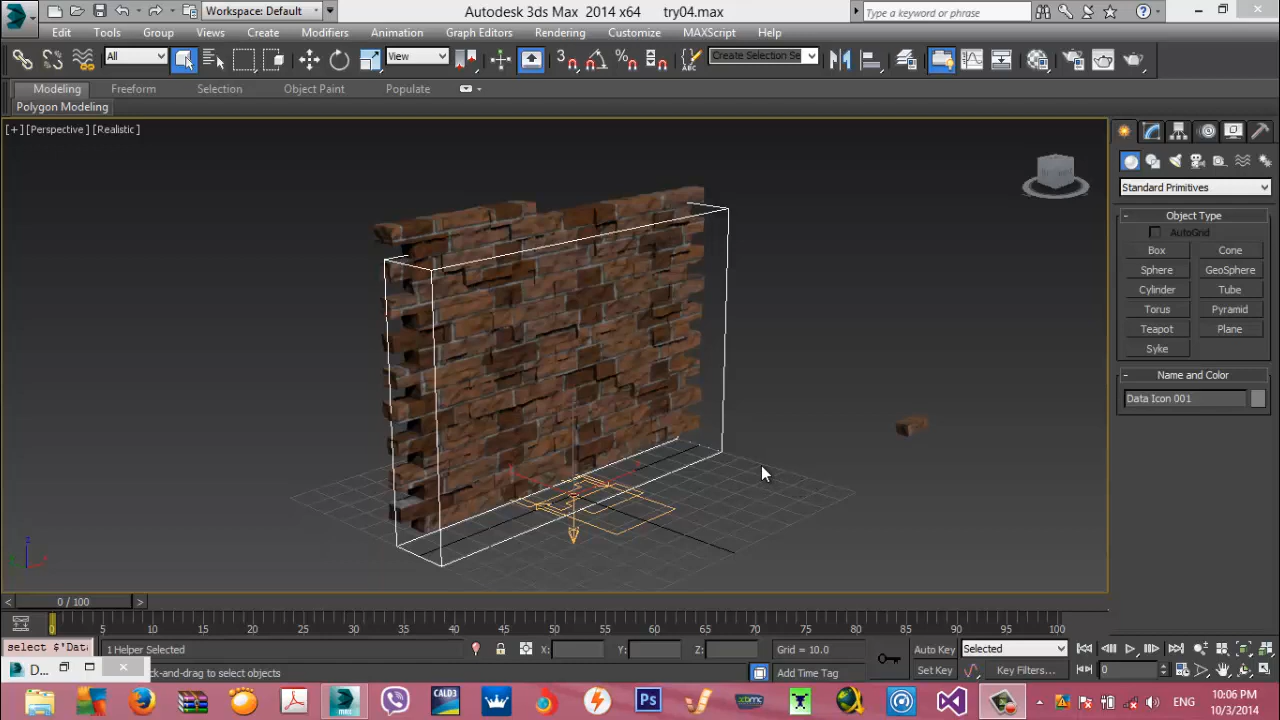 Workspace: Default
Autodesk 3ds Max 2014 x64 try04.max
Type a keyword or phrase
Edit Tools Group Views Create Modifiers Animation Graph Editors Rendering Customize MAXScript Help
All View 3 Create Selection Se
Modeling Freeform Selection Object Paint Populate
Polygon Modeling
[+] [Perspective] [Realistic]
Standard Primitives
Object Type
AutoGrid
Box Cone
Sphere GeoSphere
Cylinder Tube
Torus Pyramid
Teapot Plane
Syke
Name and Color
Data Icon 001
z
0 / 100
0 5 10 15 20 25 30 35 40 45 50 55 60 65 70 75 80 85 90 95 100
select $'Data 1 Helper Selected X: Y: Z: Grid = 10.0 Auto Key Selected
D... ck-and-drag to select objects Add Time Tag Set Key Key Filters... 0
CALD3 Ps xbmc
10:06 PM
10/3/2014